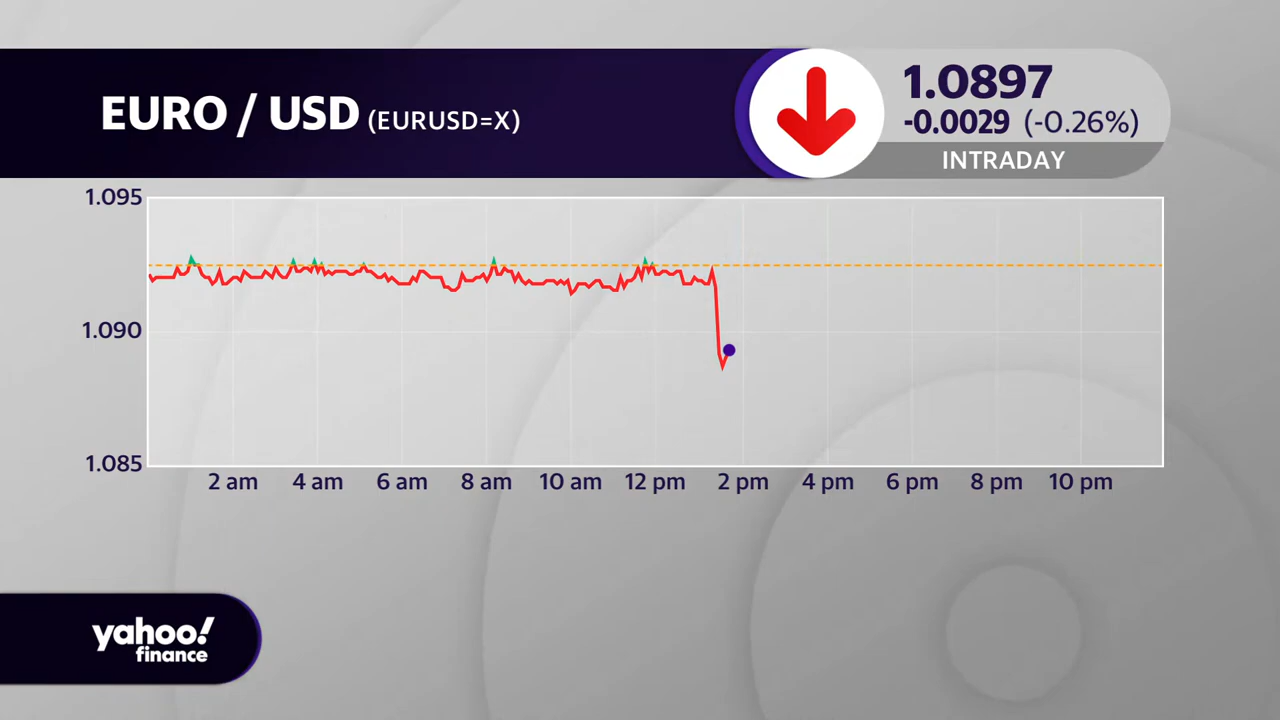 EURO / USD (EURUSD=X)
1.0897
-0.0029 (-0.26%)
INTRADAY
1.095
1.090
1.085
2 am 4 am 6 am 8 am 10 am 12 pm 2 pm 4 pm 6 pm 8 pm 10 pm
yahoo!
finance